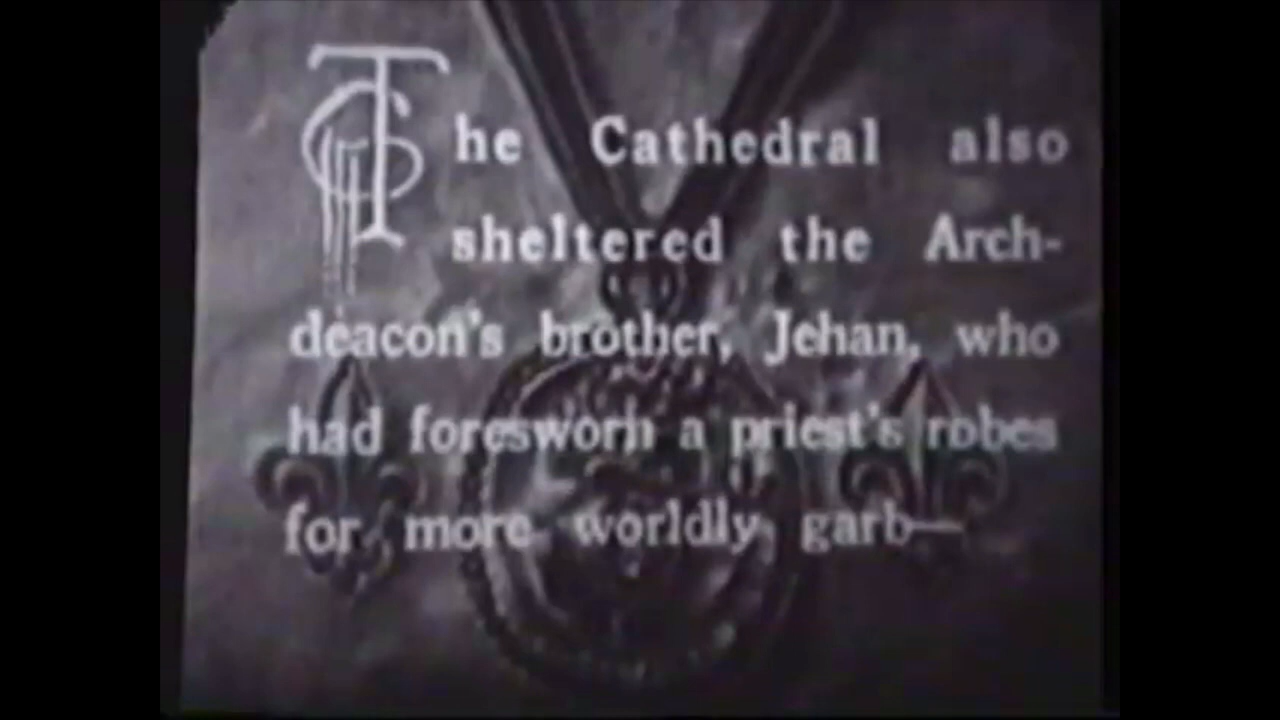 The Cathedral also
sheltered the Arch-
deacon's brother, Jehan, who
had foresworn a priest's robes
for more worldly garb—